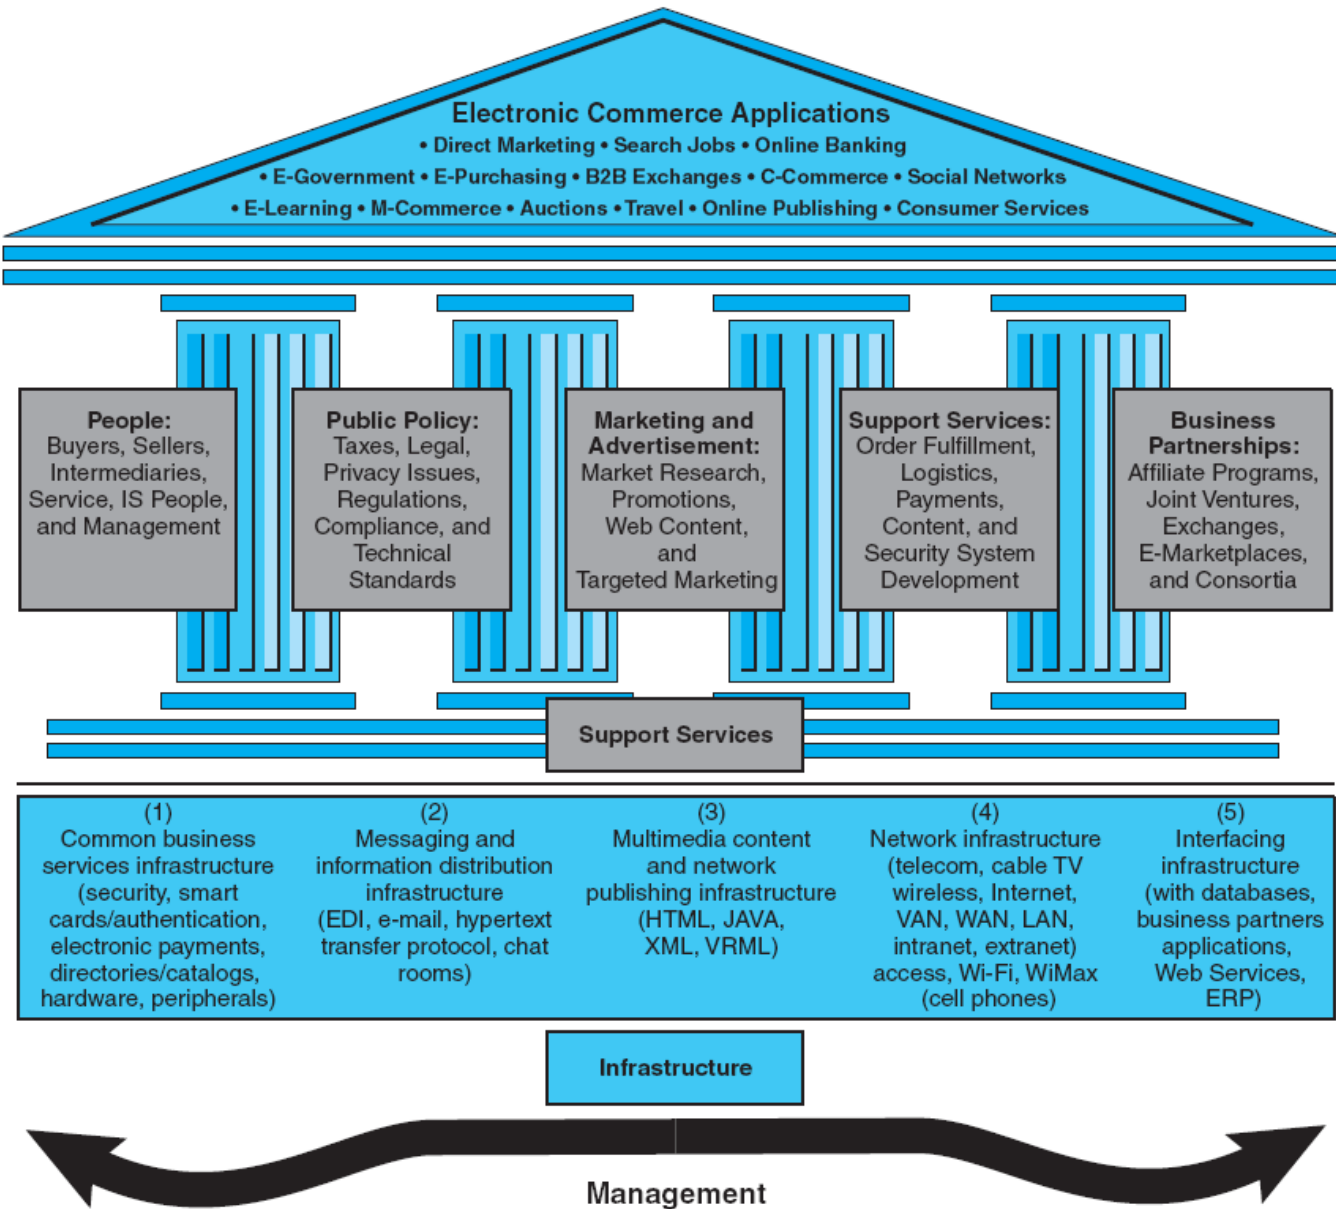 Electronic Commerce Applications
• Direct Marketing • Search Jobs • Online Banking
• E-Government • E-Purchasing • B2B Exchanges • C-Commerce • Social Networks
• E-Learning • M-Commerce • Auctions • Travel • Online Publishing • Consumer Services
People:
Buyers, Sellers,
Intermediaries,
Service, IS People,
and Management
Public Policy:
Taxes, Legal,
Privacy Issues,
Regulations,
Compliance, and
Technical
Standards
Marketing and
Advertisement:
Market Research,
Promotions,
Web Content,
and
Targeted Marketing
Support Services:
Order Fulfillment,
Logistics,
Payments,
Content, and
Security System
Development
Business
Partnerships:
Affiliate Programs,
Joint Ventures,
Exchanges,
E-Marketplaces,
and Consortia
Support Services
(1)
Common business
services infrastructure
(security, smart
cards/authentication,
electronic payments,
directories/catalogs,
hardware, peripherals)
(2)
Messaging and
information distribution
infrastructure
(EDI, e-mail, hypertext
transfer protocol, chat
rooms)
(3)
Multimedia content
and network
publishing infrastructure
(HTML, JAVA,
XML, VRML)
(4)
Network infrastructure
(telecom, cable TV
wireless, Internet,
VAN, WAN, LAN,
intranet, extranet)
access, Wi-Fi, WiMax
(cell phones)
(5)
Interfacing
infrastructure
(with databases,
business partners
applications,
Web Services,
ERP)
Infrastructure
Management